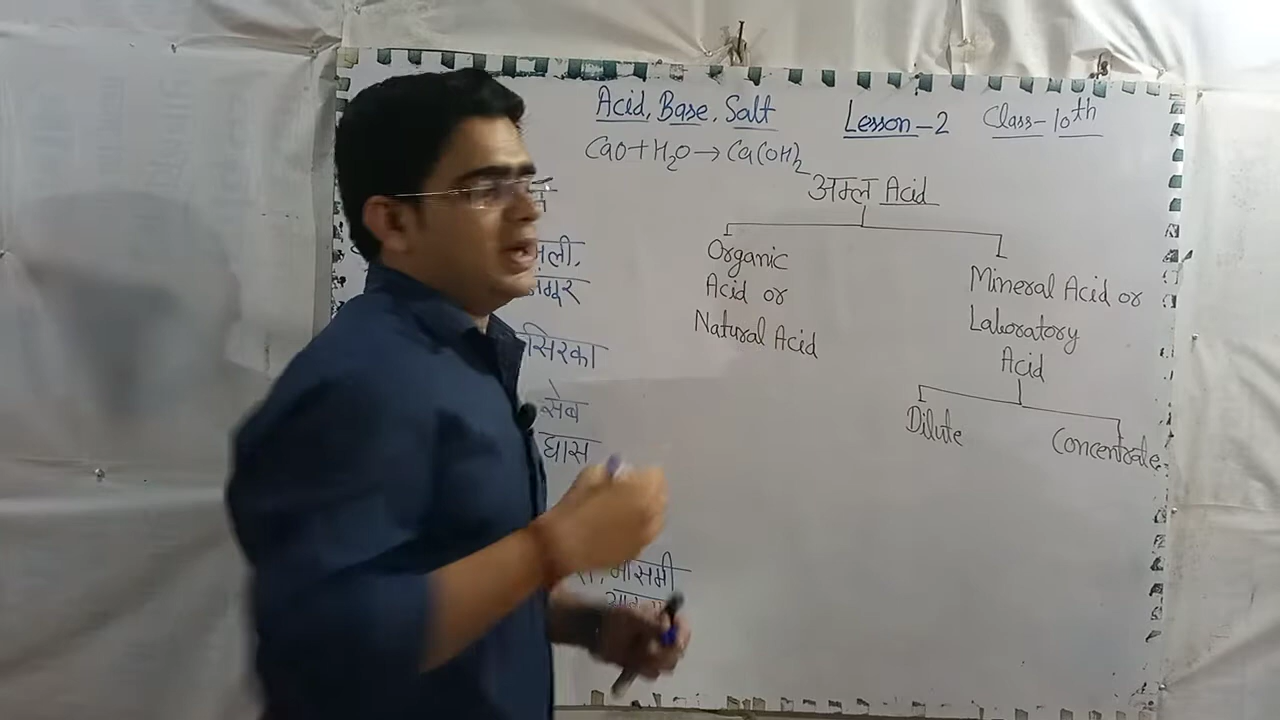 Acid, Base, Salt Lesson-2 Class-10th
CaO+H₂O→Ca(OH)₂
अम्ल Acid
Organic
Acid or
Natural Acid
Mineral Acid or
Laboratory
Acid
Dilute Concentrate
सिरका
सेब
घास
मौसमी